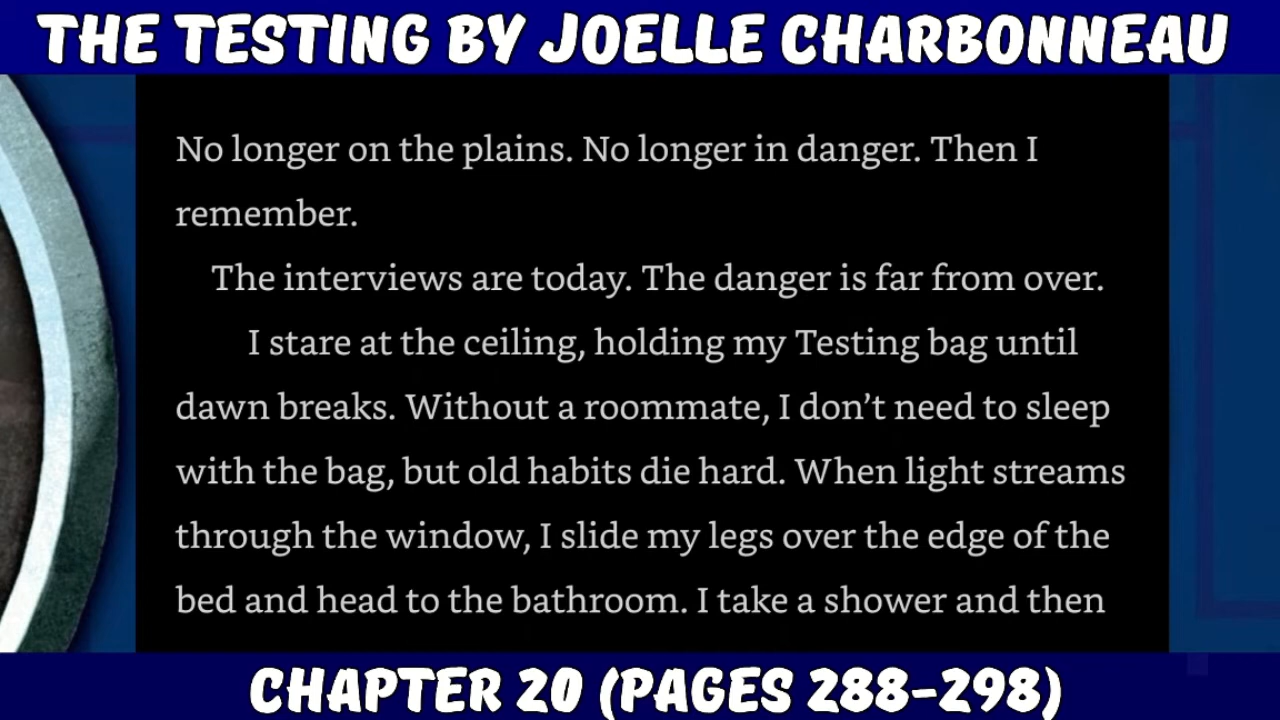 THE TESTING BY JOELLE CHARBONNEAU
No longer on the plains. No longer in danger. Then I
remember.
The interviews are today. The danger is far from over.
I stare at the ceiling, holding my Testing bag until
dawn breaks. Without a roommate, I don’t need to sleep
with the bag, but old habits die hard. When light streams
through the window, I slide my legs over the edge of the
bed and head to the bathroom. I take a shower and then
CHAPTER 20 (PAGES 288-298)